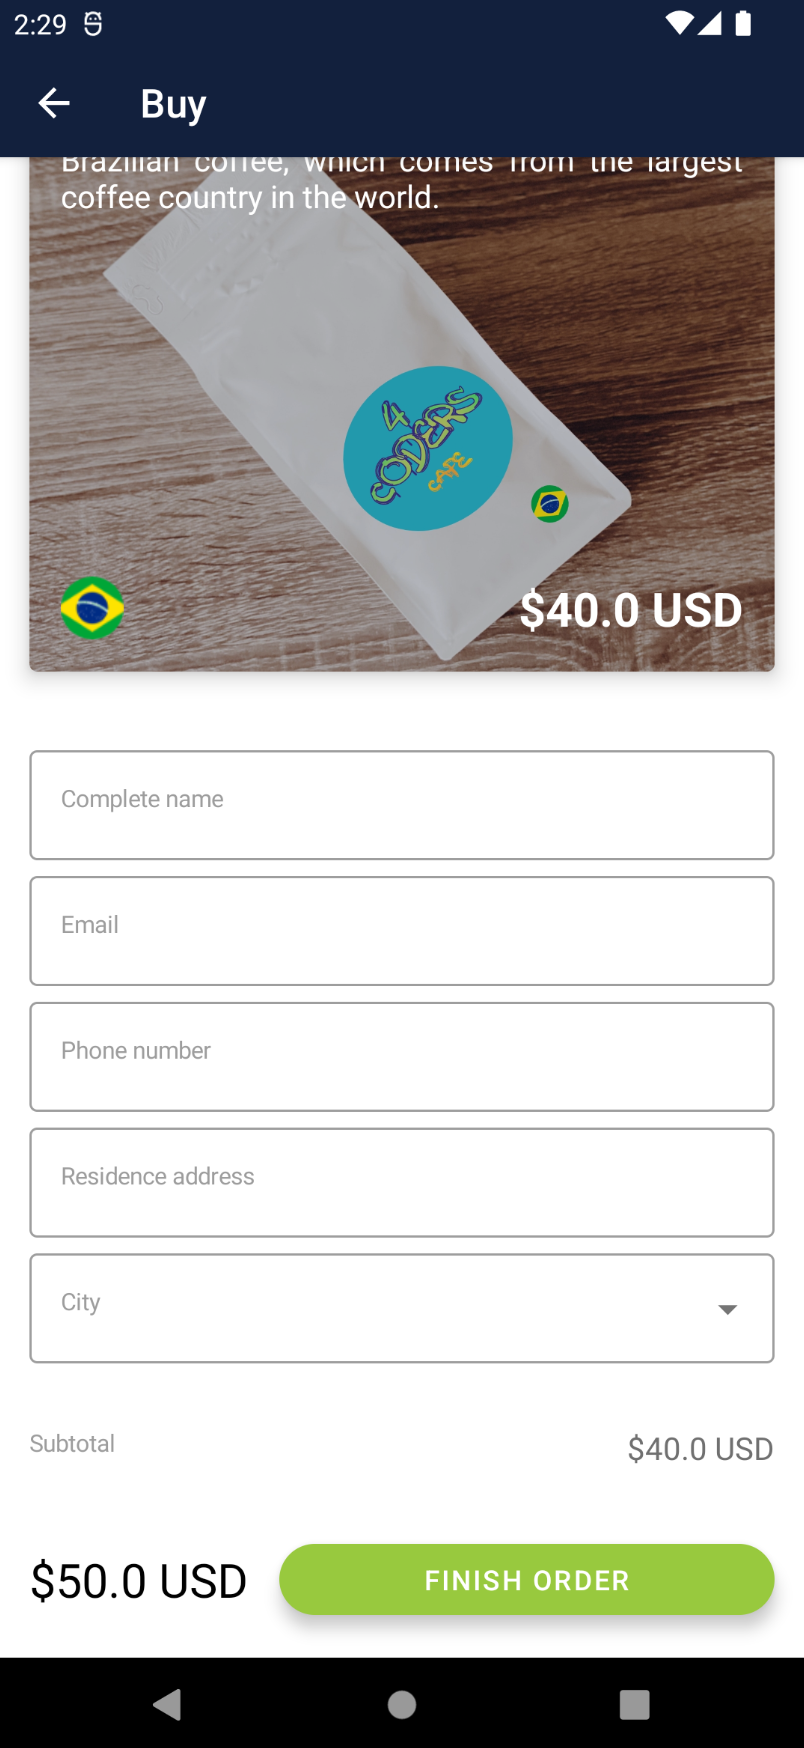 2:29
Buy
Brazilian coffee, which comes from the largest
coffee country in the world.
4
CODERS
CAFE
$40.0 USD
Complete name
Email
Phone number
Residence address
City
Subtotal
$40.0 USD
$50.0 USD
FINISH ORDER